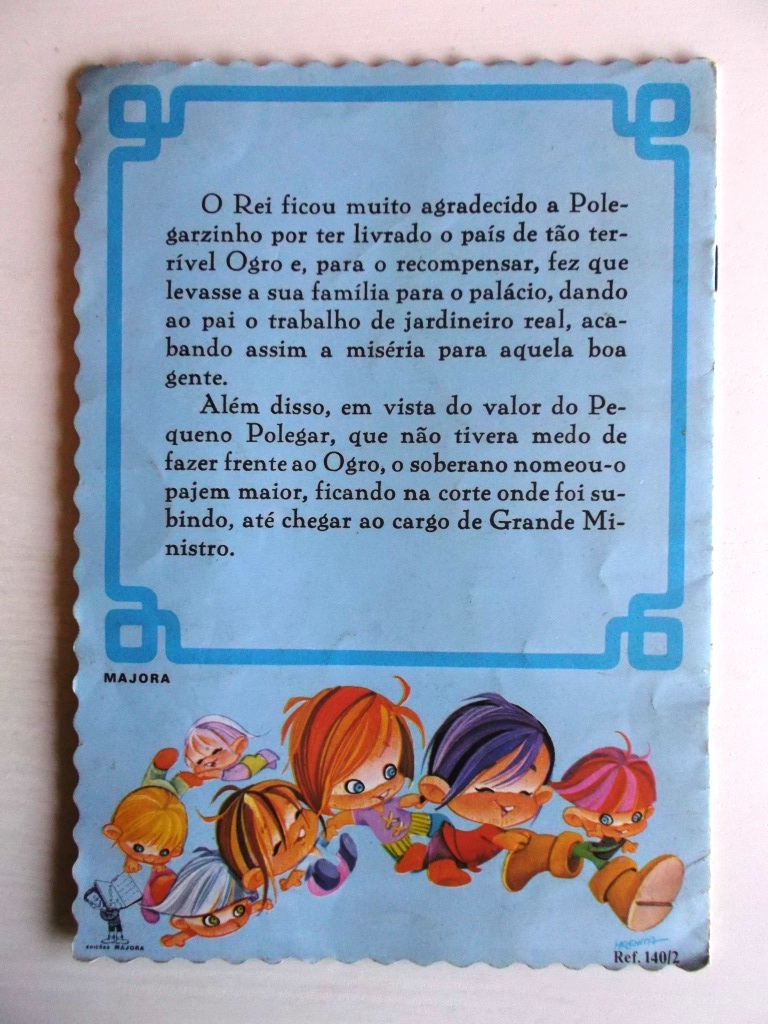 O Rei ficou muito agradecido a Pole-
garzinho por ter livrado o país de tão ter-
rível Ogro e, para o recompensar, fez que
levasse a sua família para o palácio, dando
ao pai o trabalho de jardineiro real, aca-
bando assim a miséria para aquela boa
gente.
Além disso, em vista do valor do Pe-
queno Polegar, que não tivera medo de
fazer frente ao Ogro, o soberano nomeou-o
pajem maior, ficando na corte onde foi su-
bindo, até chegar ao cargo de Grande Mi-
nistro.
MAJORA
EDIÇÕES MAJORA
Ref. 140/2